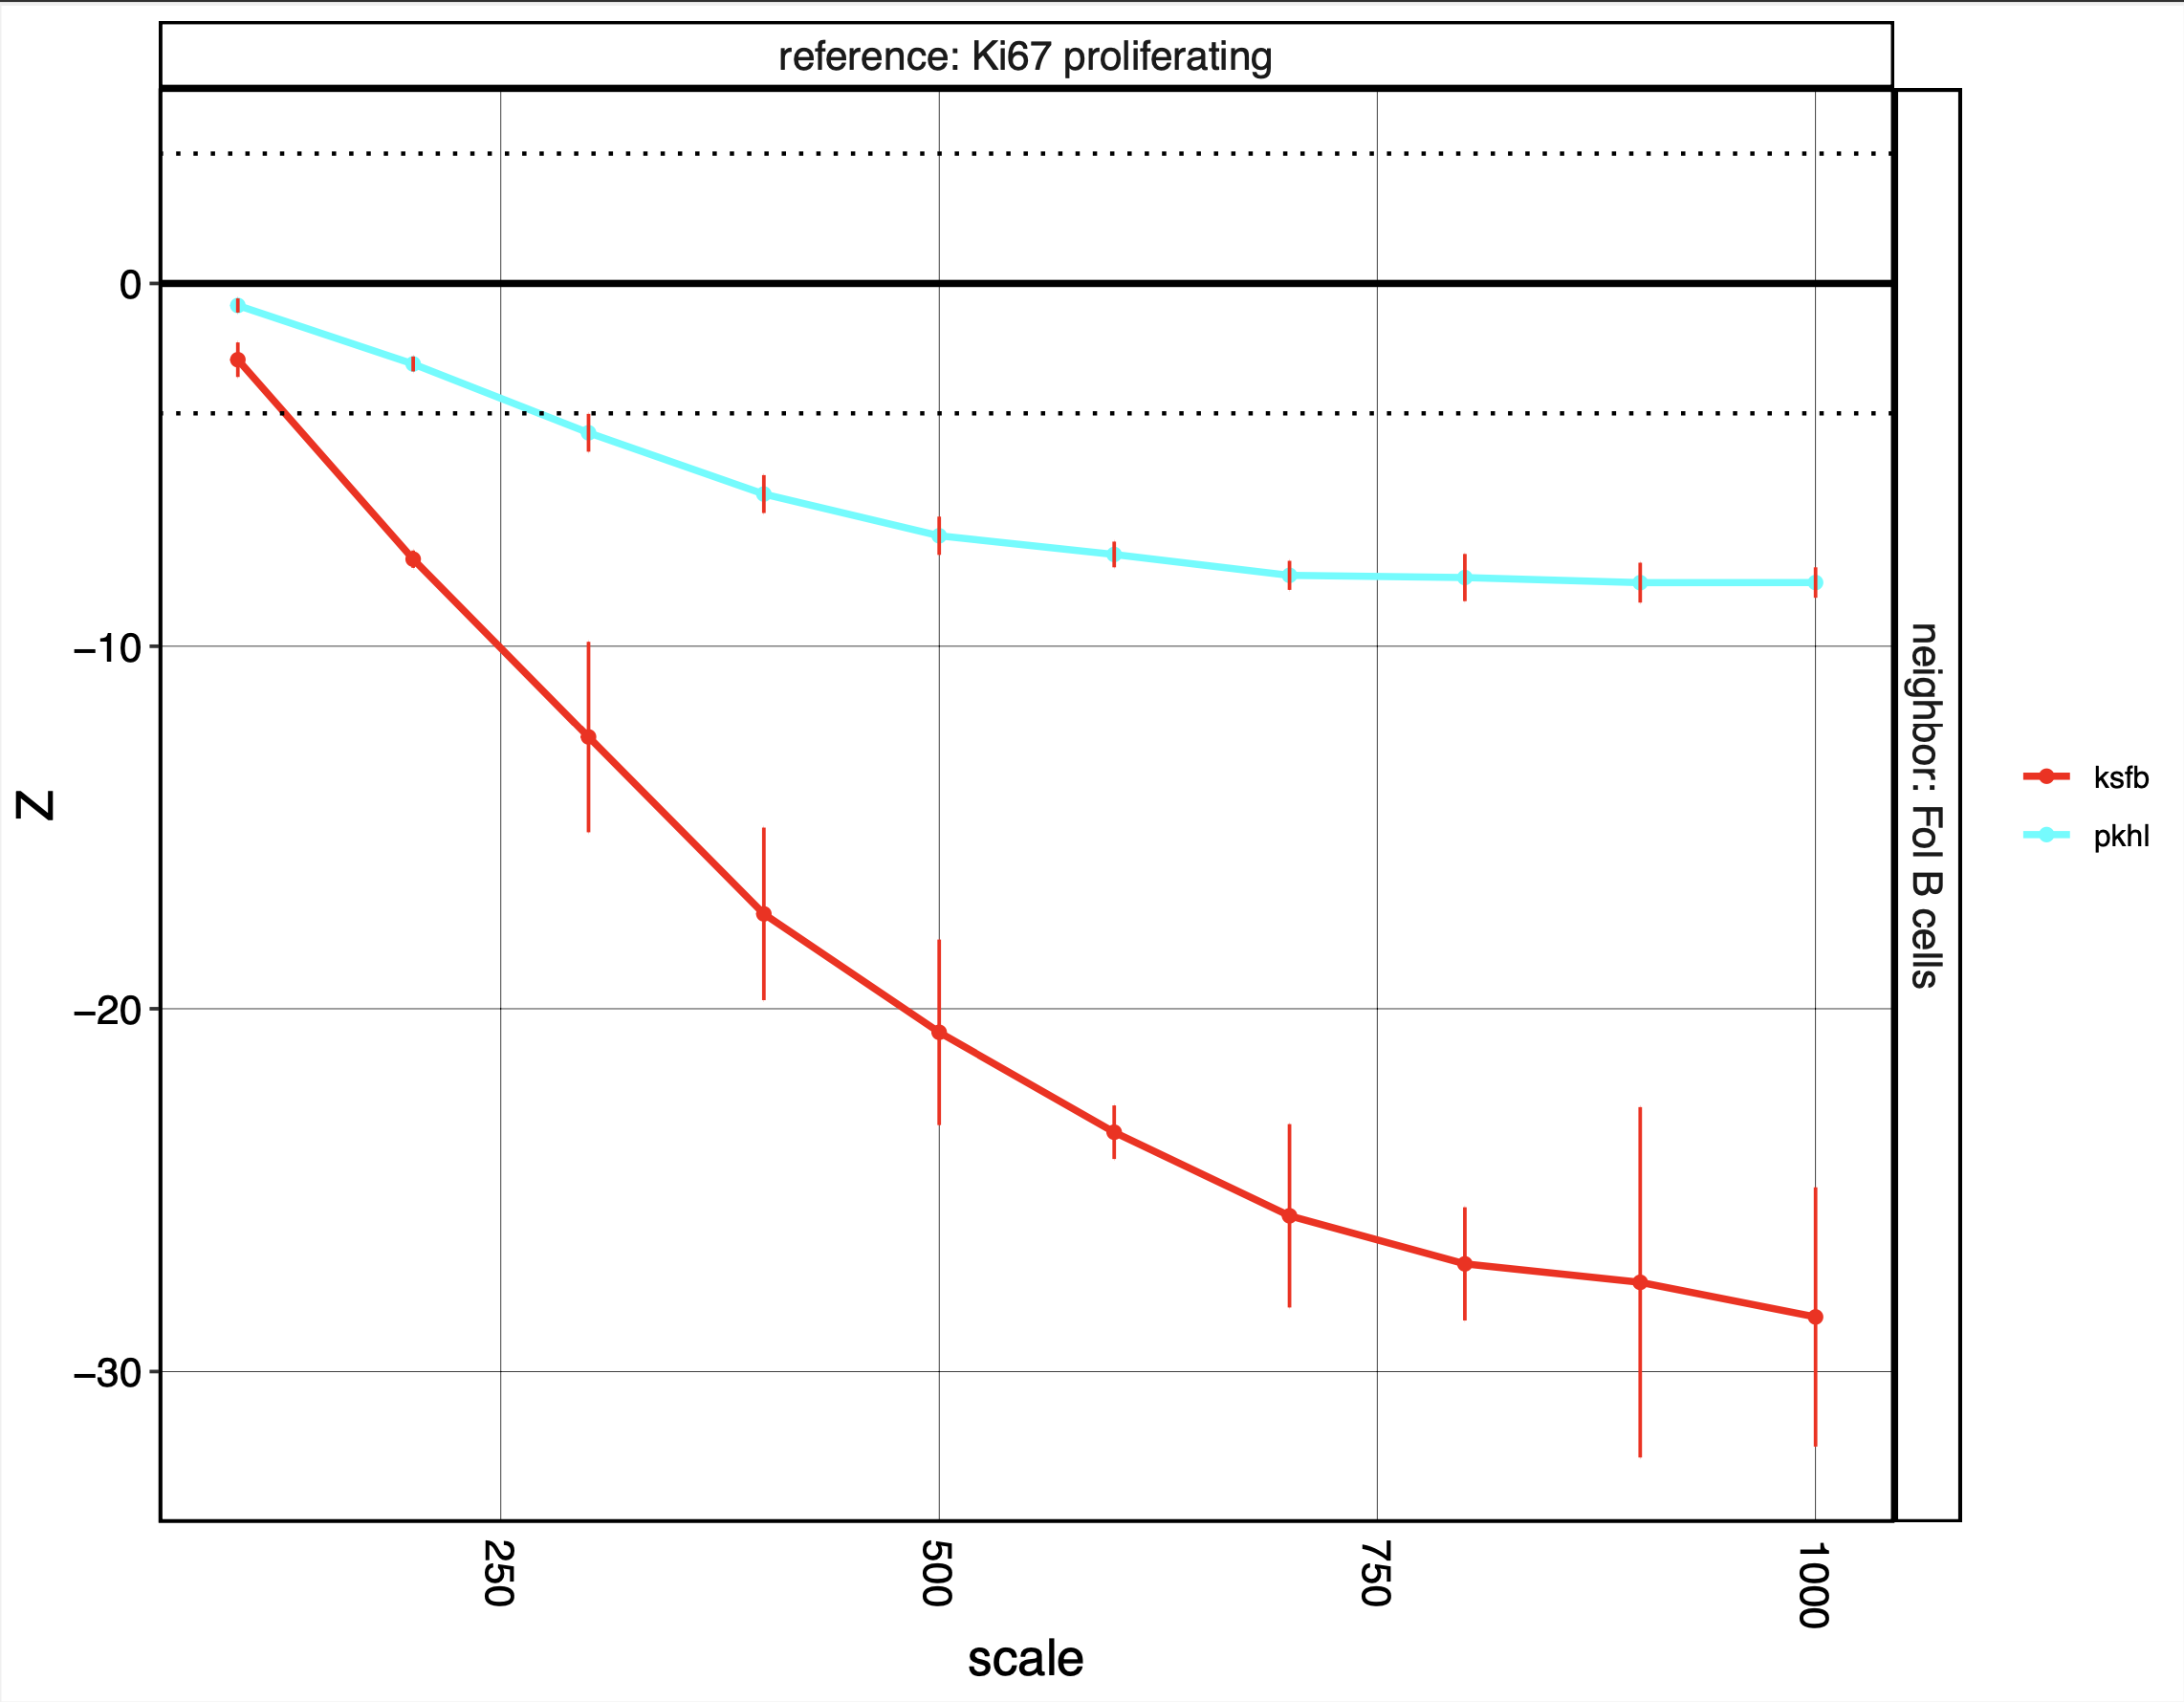 reference: Ki67 proliferating
0
−10
−20
−30
Z
250
500
750
1000
scale
neighbor: Fol B cells
ksfb
pkhl